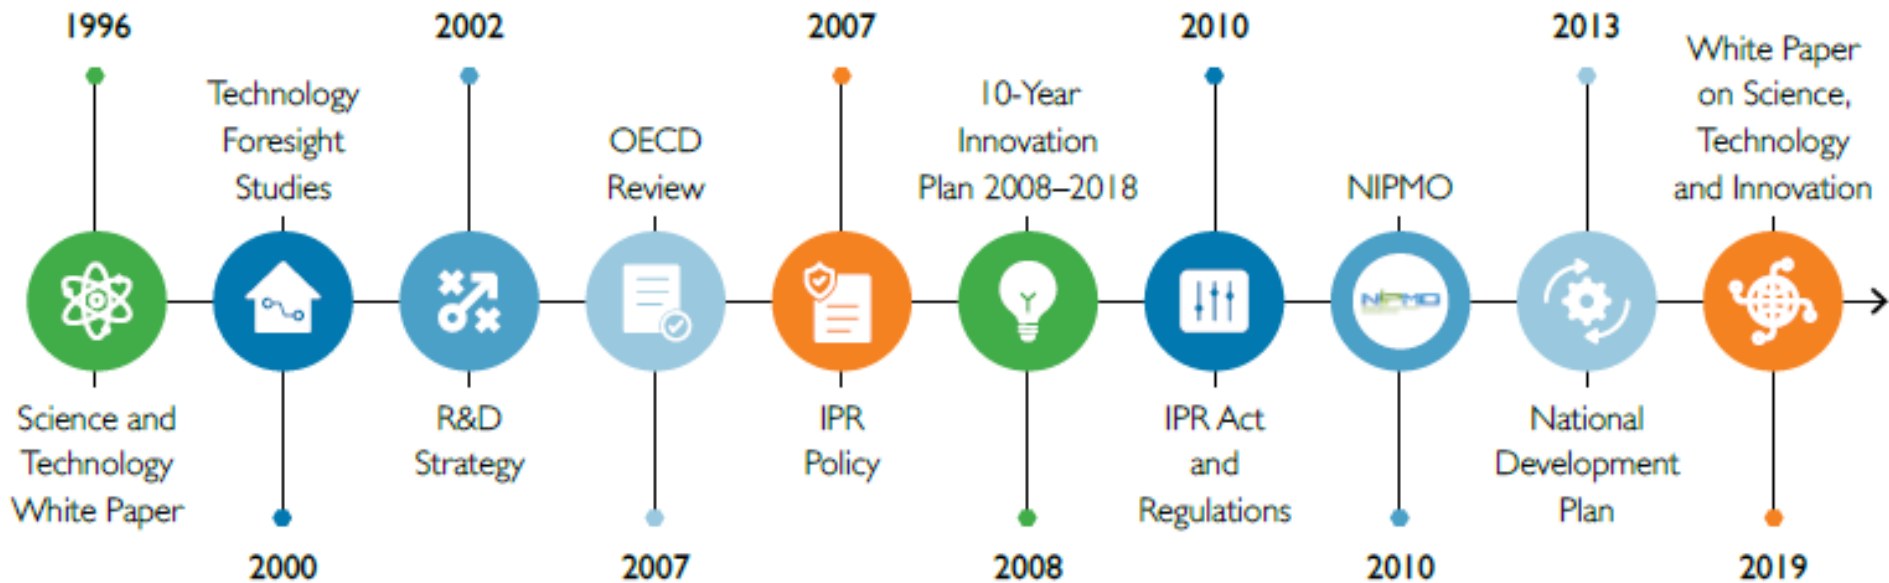 1996
Science and
Technology
White Paper
Technology
Foresight
Studies
2000
2002
R&D
Strategy
OECD
Review
2007
2007
IPR
Policy
10-Year
Innovation
Plan 2008–2018
2008
2010
IPR Act
and
Regulations
NIPMO
NIPMO
2010
2013
National
Development
Plan
White Paper
on Science,
Technology
and Innovation
2019